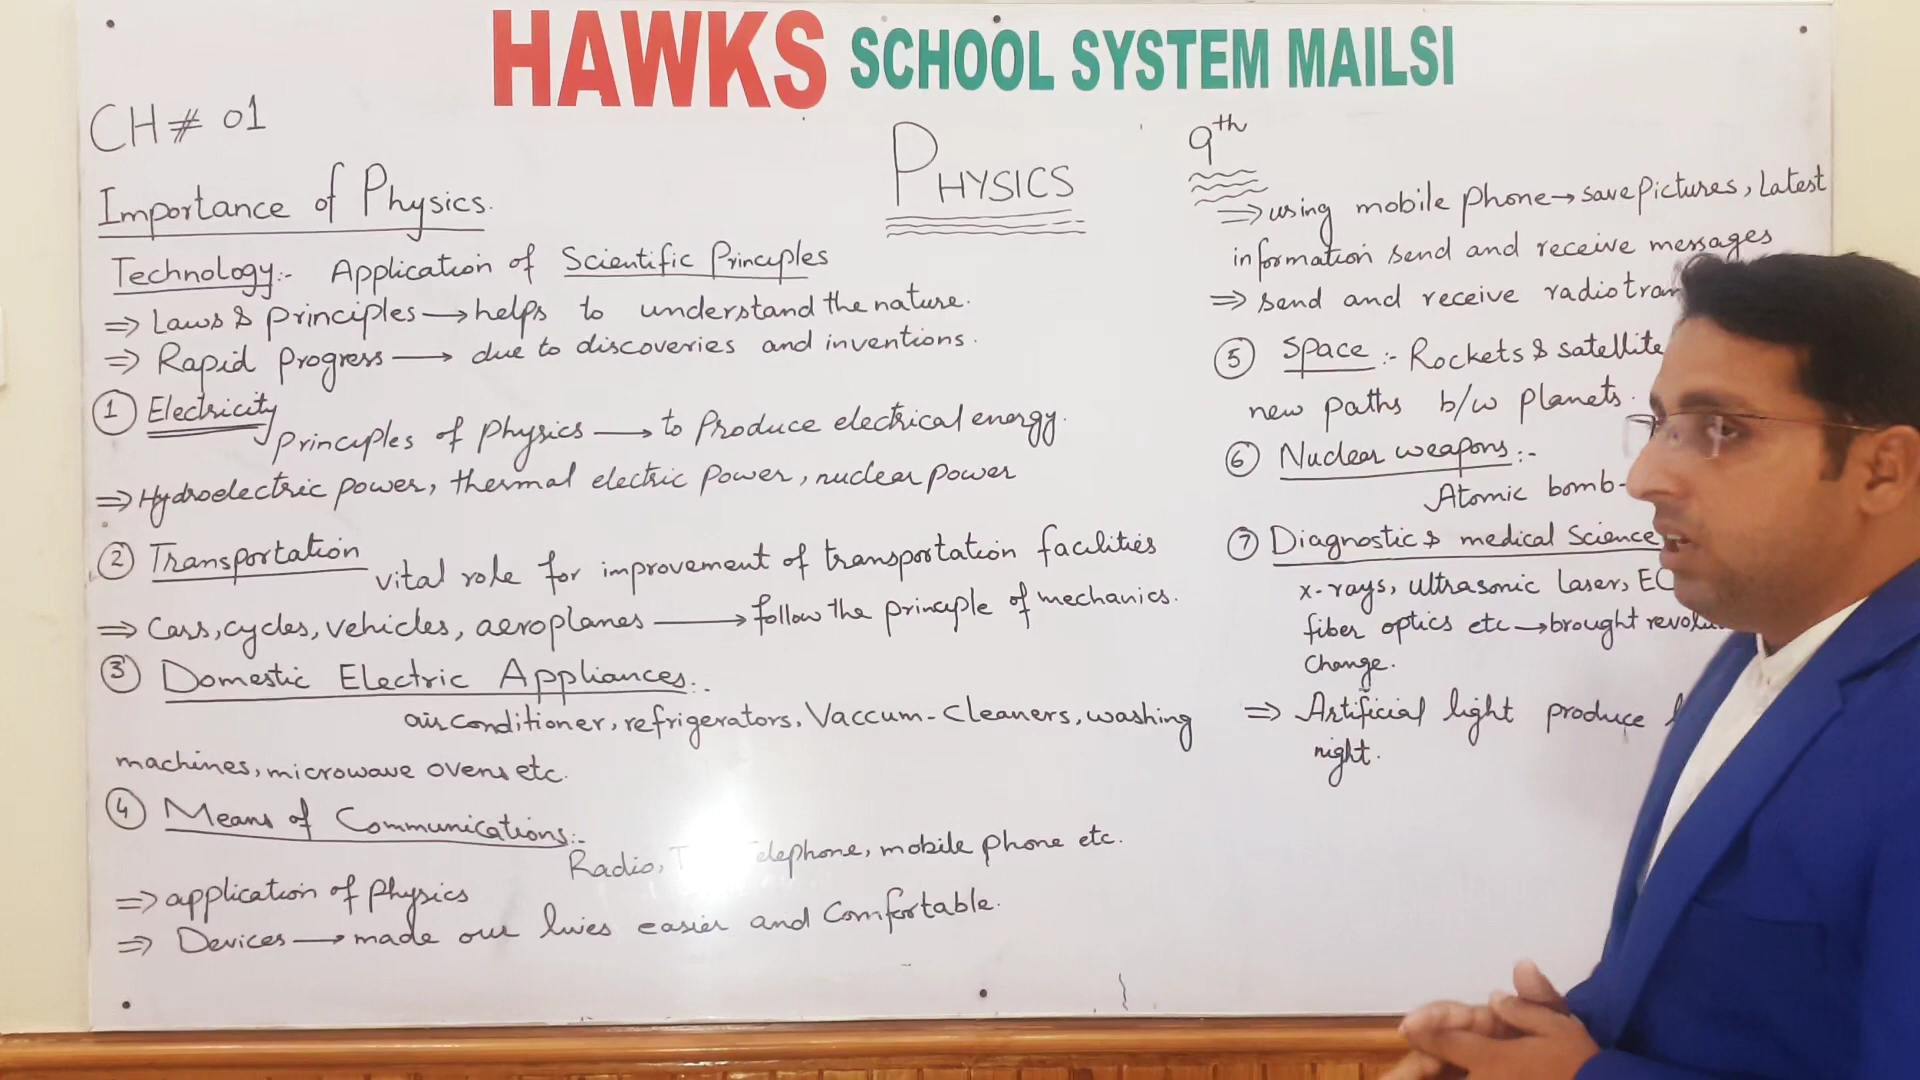 HAWKS SCHOOL SYSTEM MAILSI
CH# 01
PHYSICS
9th
Importance of Physics.
Technology:- Application of Scientific Principles
⇒ Laws & Principles → helps to understand the nature.
⇒ Rapid Progress → due to discoveries and inventions.
① Electricity
Principles of Physics → to Produce electrical energy.
⇒ Hydroelectric power, thermal electric power, nuclear power
② Transportation
vital role for improvement of transportation facilities
⇒ Cars, cycles, vehicles, aeroplanes → follow the principle of mechanics.
③ Domestic Electric Appliances:.
air conditioner, refrigerators, Vaccum-Cleaners, washing
machines, microwave ovens etc.
④ Means of Communications:-
Radio, mobile phone etc.
⇒ application of Physics
⇒ Devices → made our lives easier and Comfortable.
⇒ using mobile phone → save pictures, Latest
information send and receive messages
⇒ send and receive
⑤ Space :- Rockets & satellite
new paths b/w planets.
⑥ Nuclear weapons:-
Atomic bomb-
⑦ Diagnostic & medical Science
x-rays, ultrasonic laser,
fiber optics etc → brought
change.
⇒ Artificial light produce
night.